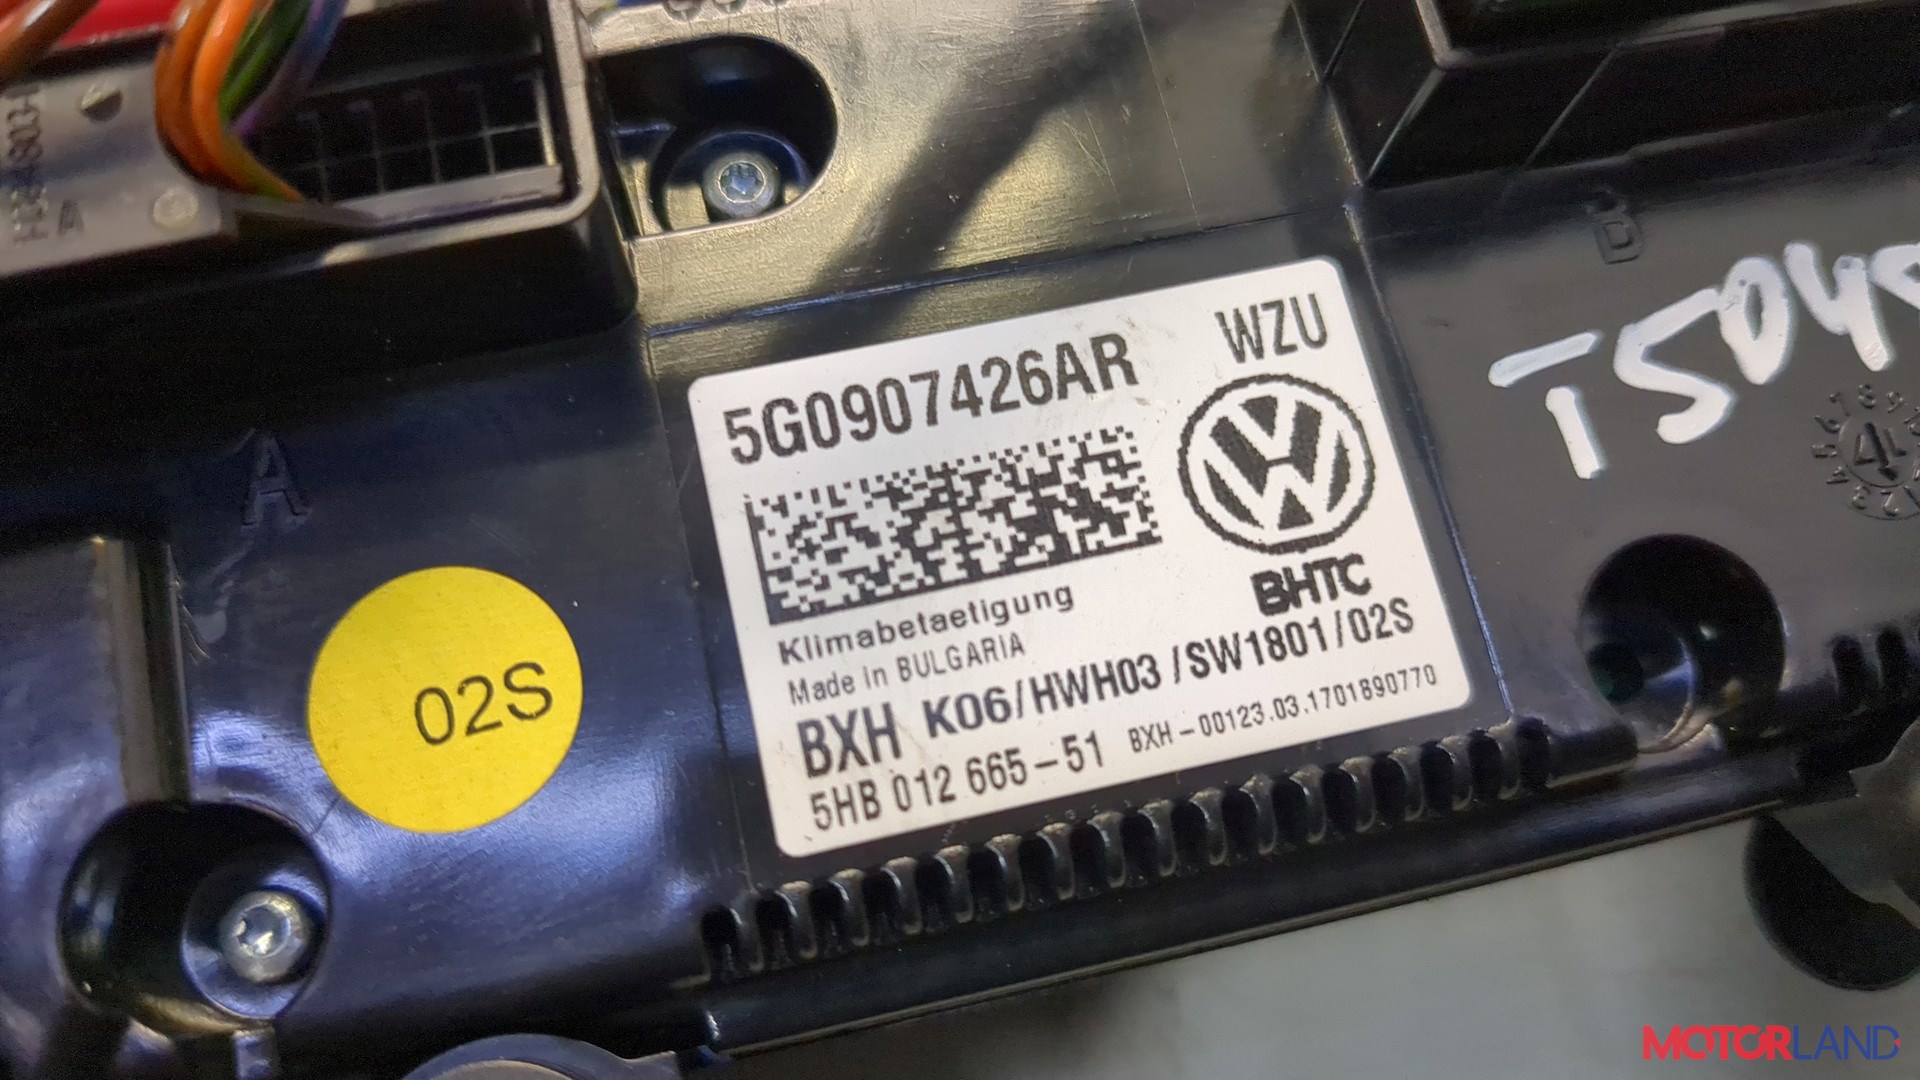 5G0907426AR
WZU
BHTC
Klimabetaetigung
Made in BULGARIA
BXH K06/HWH03 /SW1801/02S
5HB 012 665-51 BXH-00123.03.1701890770
02S
A
D
A
MOTORLAND